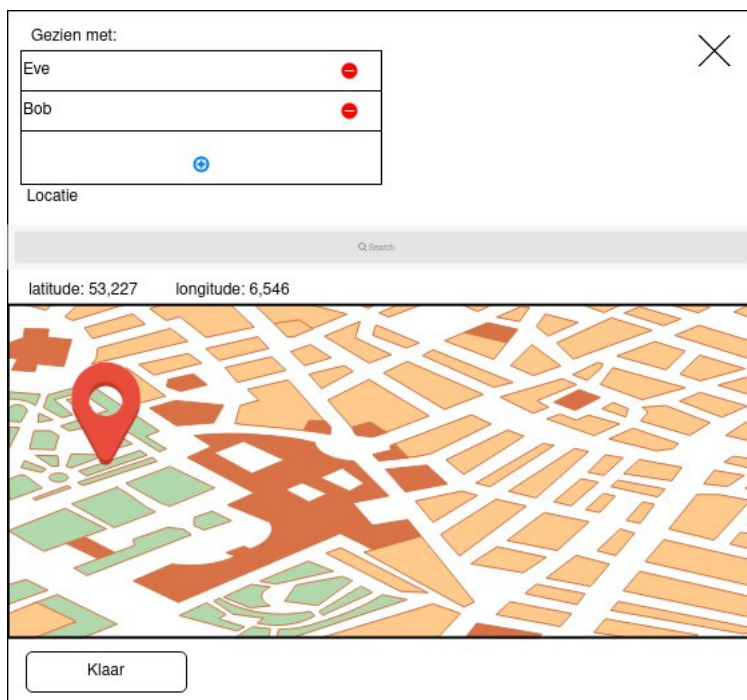 Gezien met:
Eve
Bob
Locatie
Search
latitude: 53,227 longitude: 6,546
Klaar